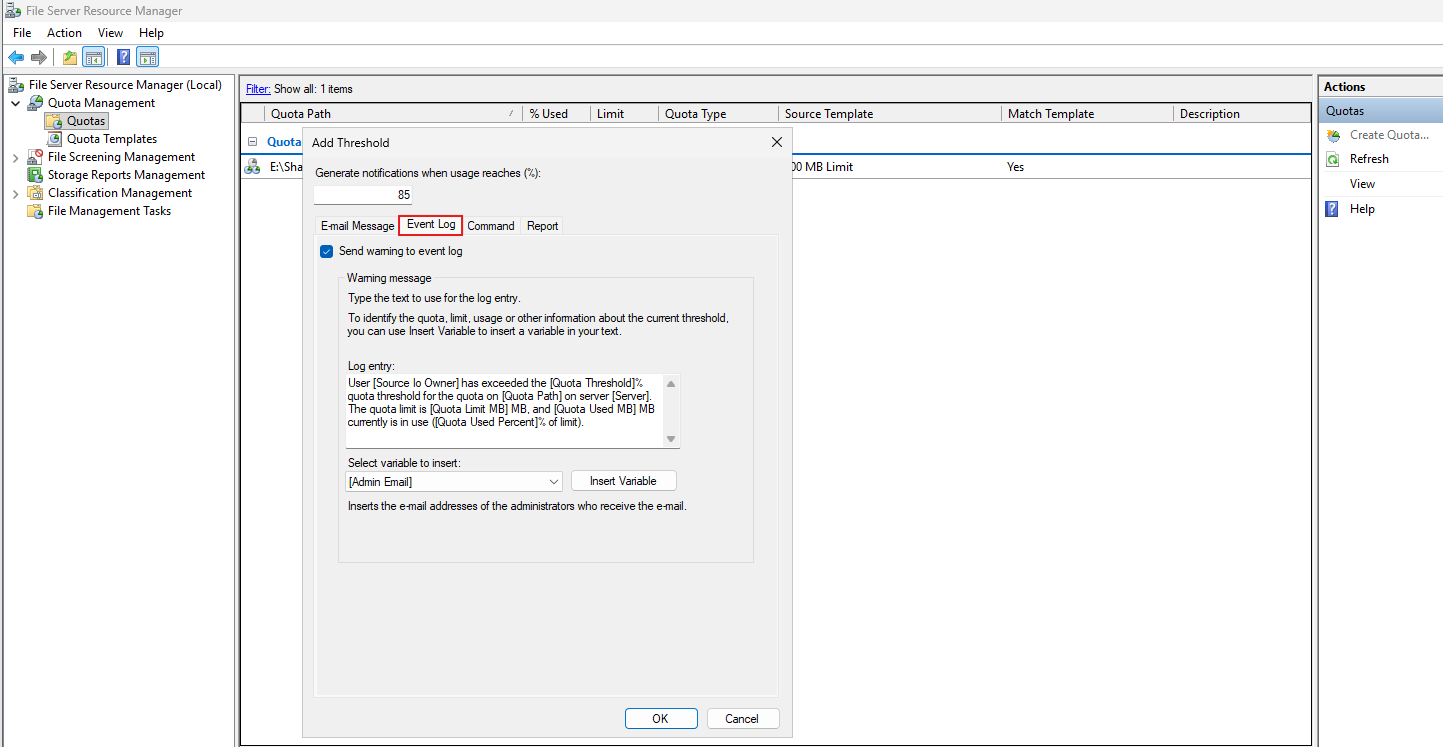 File Server Resource Manager
File Action View Help
File Server Resource Manager (Local)
Quota Management
Quotas
Quota Templates
File Screening Management
Storage Reports Management
Classification Management
File Management Tasks
Filter: Show all: 1 items
Quota Path / % Used Limit Quota Type Source Template Match Template Description
Quota
E:\Sha
00 MB Limit Yes
Add Threshold
Generate notifications when usage reaches (%):
85
E-mail Message Event Log Command Report
Send warning to event log
Warning message
Type the text to use for the log entry.
To identify the quota, limit, usage or other information about the current threshold,
you can use Insert Variable to insert a variable in your text.
Log entry:
User [Source Io Owner] has exceeded the [Quota Threshold]%
quota threshold for the quota on [Quota Path] on server [Server].
The quota limit is [Quota Limit MB] MB, and [Quota Used MB] MB
currently is in use ([Quota Used Percent]% of limit).
Select variable to insert:
[Admin Email] Insert Variable
Inserts the e-mail addresses of the administrators who receive the e-mail.
OK Cancel
Actions
Quotas
Create Quota...
Refresh
View
Help